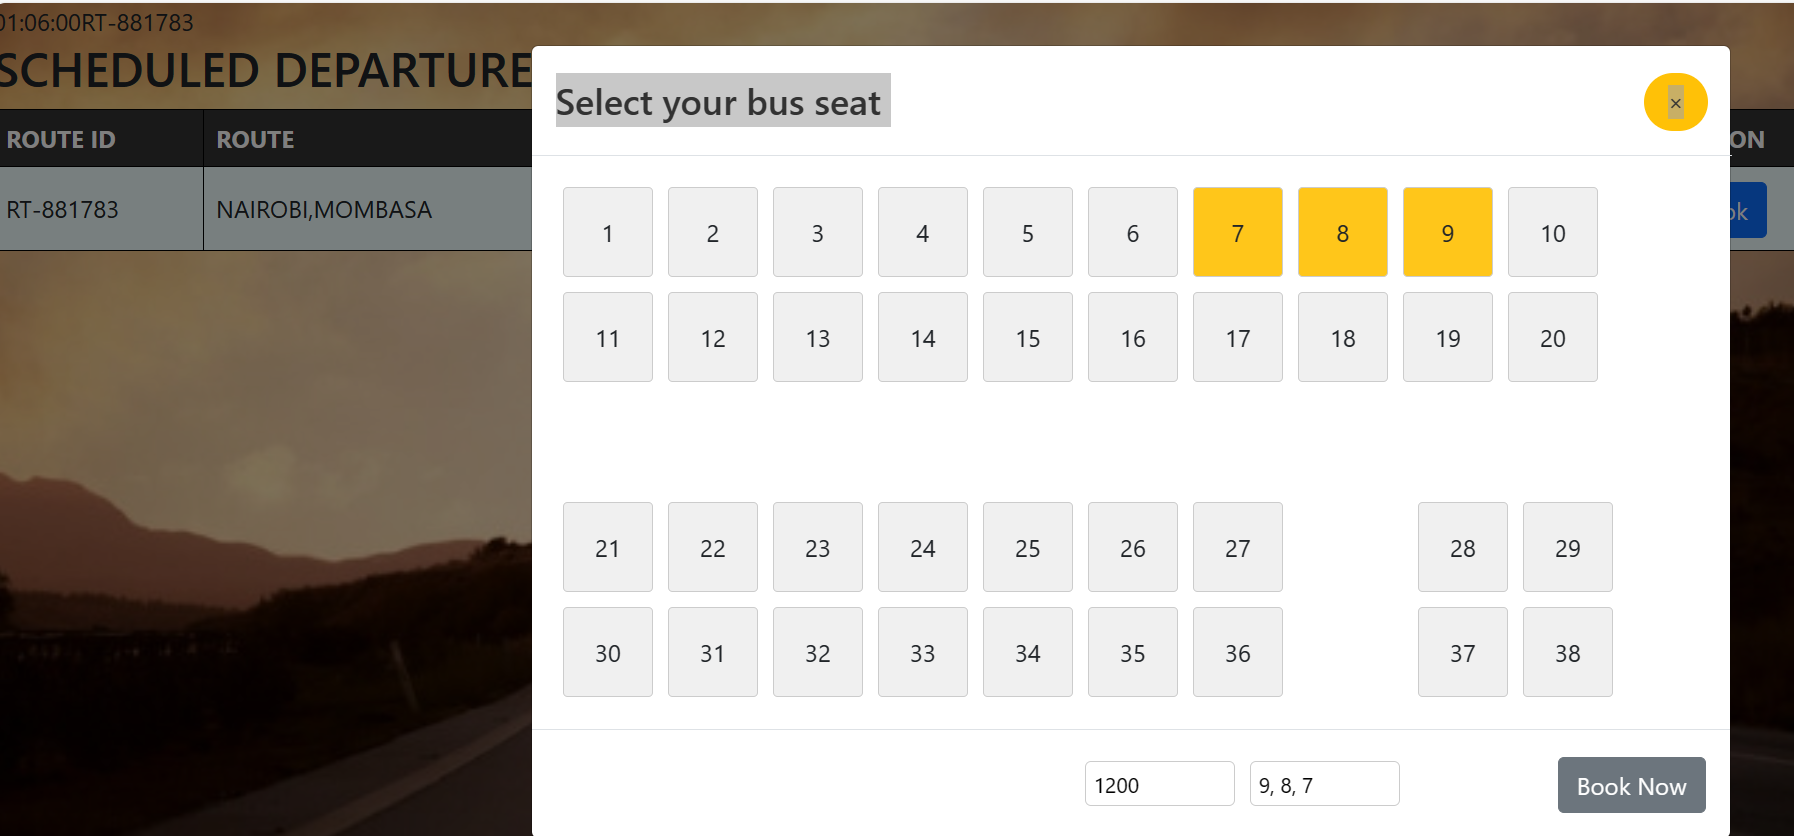 01:06:00RT-881783
SCHEDULED DEPARTURE
ROUTE ID ROUTE ON
RT-881783 NAIROBI,MOMBASA ok
Select your bus seat ×
1 2 3 4 5 6 7 8 9 10
11 12 13 14 15 16 17 18 19 20
21 22 23 24 25 26 27 28 29
30 31 32 33 34 35 36 37 38
1200 9, 8, 7 Book Now